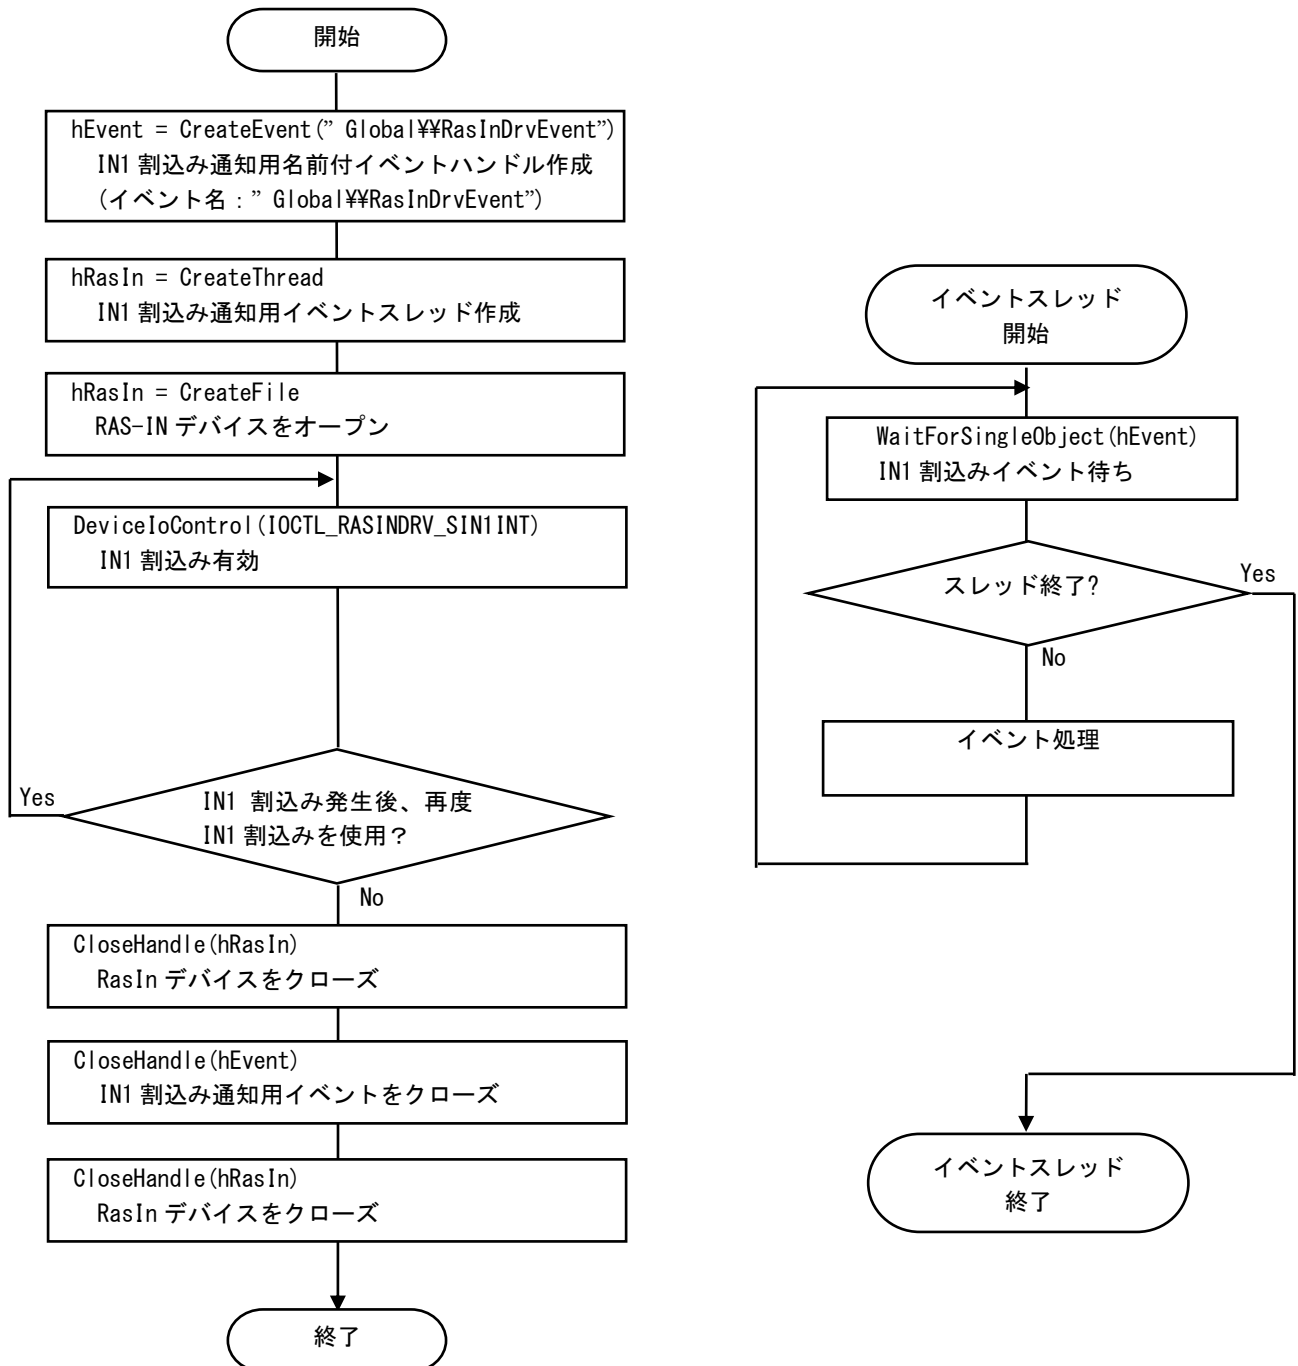 開始
hEvent = CreateEvent(” Global¥¥RasInDrvEvent”)
IN1 割込み通知用名前付イベントハンドル作成
(イベント名：” Global¥¥RasInDrvEvent”)
hRasIn = CreateThread
IN1 割込み通知用イベントスレッド作成
hRasIn = CreateFile
RAS-IN デバイスをオープン
DeviceIoControl(IOCTL_RASINDRV_SIN1INT)
IN1 割込み有効
Yes
IN1 割込み発生後、再度
IN1 割込みを使用？
No
CloseHandle(hRasIn)
RasIn デバイスをクローズ
CloseHandle(hEvent)
IN1 割込み通知用イベントをクローズ
CloseHandle(hRasIn)
RasIn デバイスをクローズ
終了
イベントスレッド
開始
WaitForSingleObject(hEvent)
IN1 割込みイベント待ち
スレッド終了?
Yes
No
イベント処理
イベントスレッド
終了